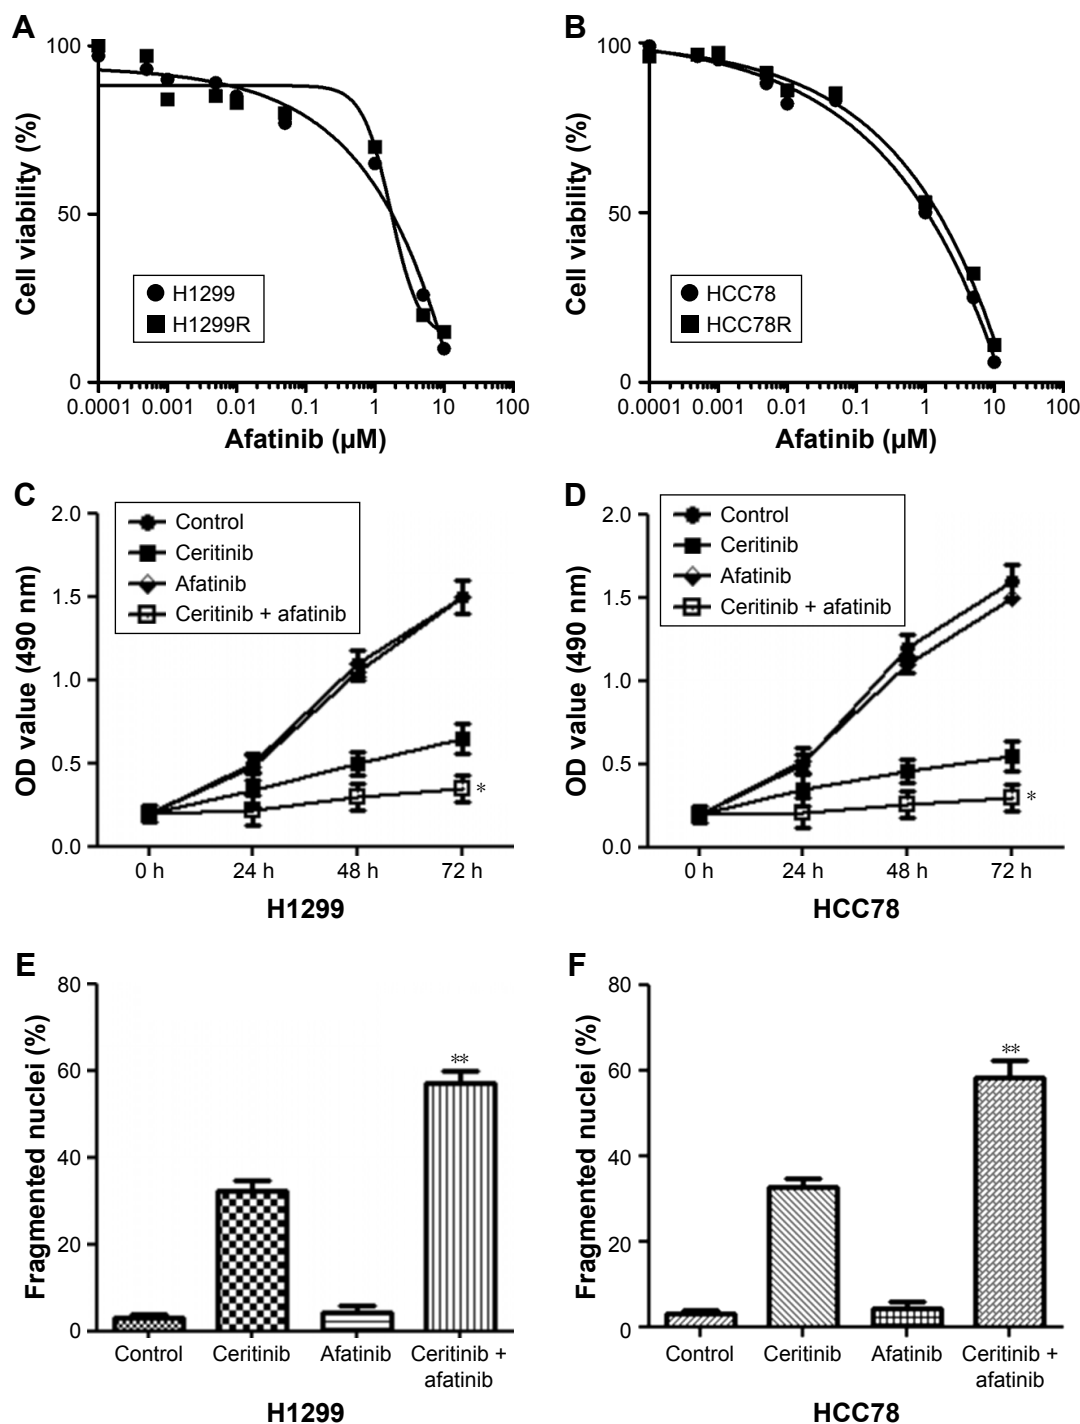 A
100
50
0
Cell viability (%)
H1299
H1299R
0.0001 0.001 0.01 0.1 1 10 100
Afatinib (µM)
B
100
50
0
Cell viability (%)
HCC78
HCC78R
0.0001 0.001 0.01 0.1 1 10 100
Afatinib (µM)
C
2.0
1.5
1.0
0.5
0.0
OD value (490 nm)
Control
Ceritinib
Afatinib
Ceritinib + afatinib
*
0 h 24 h 48 h 72 h
H1299
D
2.0
1.5
1.0
0.5
0.0
OD value (490 nm)
Control
Ceritinib
Afatinib
Ceritinib + afatinib
*
0 h 24 h 48 h 72 h
HCC78
E
80
60
40
20
0
Fragmented nuclei (%)
**
Control Ceritinib Afatinib Ceritinib +
afatinib
H1299
F
80
60
40
20
0
Fragmented nuclei (%)
**
Control Ceritinib Afatinib Ceritinib +
afatinib
HCC78